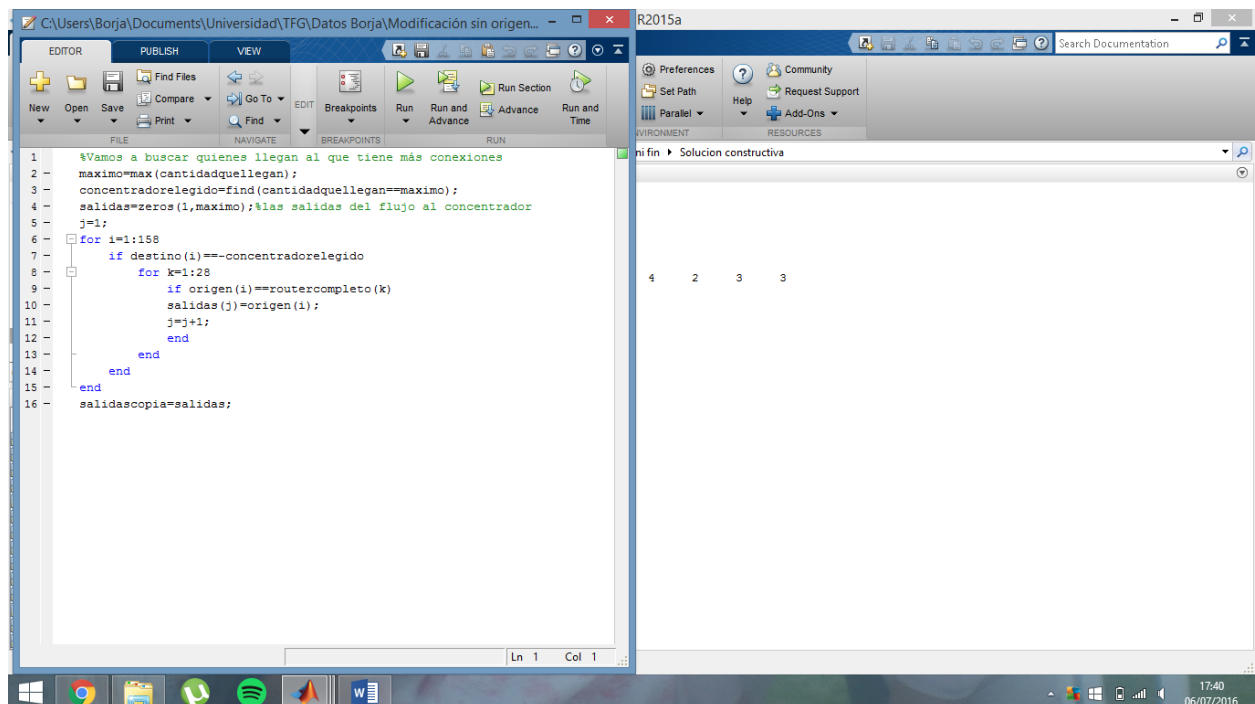 C:\Users\Borja\Documents\Universidad\TFG\Datos Borja\Modificación sin origen...
R2015a
EDITOR PUBLISH VIEW
Search Documentation
New Open Save
Find Files
Compare
Print
Go To
Find
EDIT
Breakpoints
Run
Run and Advance
Run Section
Advance
Run and Time
FILE NAVIGATE BREAKPOINTS RUN
Preferences
Set Path
Parallel
Help
Community
Request Support
Add-Ons
VIRONMENT RESOURCES
ni fin Solucion constructiva
1 %Vamos a buscar quienes llegan al que tiene más conexiones
2 – maximo=max(cantidadquellegan);
3 – concentradorelegido=find(cantidadquellegan==maximo);
4 – salidas=zeros(1,maximo);%las salidas del flujo al concentrador
5 – j=1;
6 – for i=1:158
7 – if destino(i)==-concentradorelegido
8 – for k=1:28
9 – if origen(i)==routercompleto(k)
10 – salidas(j)=origen(i);
11 – j=j+1;
12 – end
13 – end
14 – end
15 – end
16 – salidascopia=salidas;
4 2 3 3
Ln 1 Col 1
17:40
06/07/2016